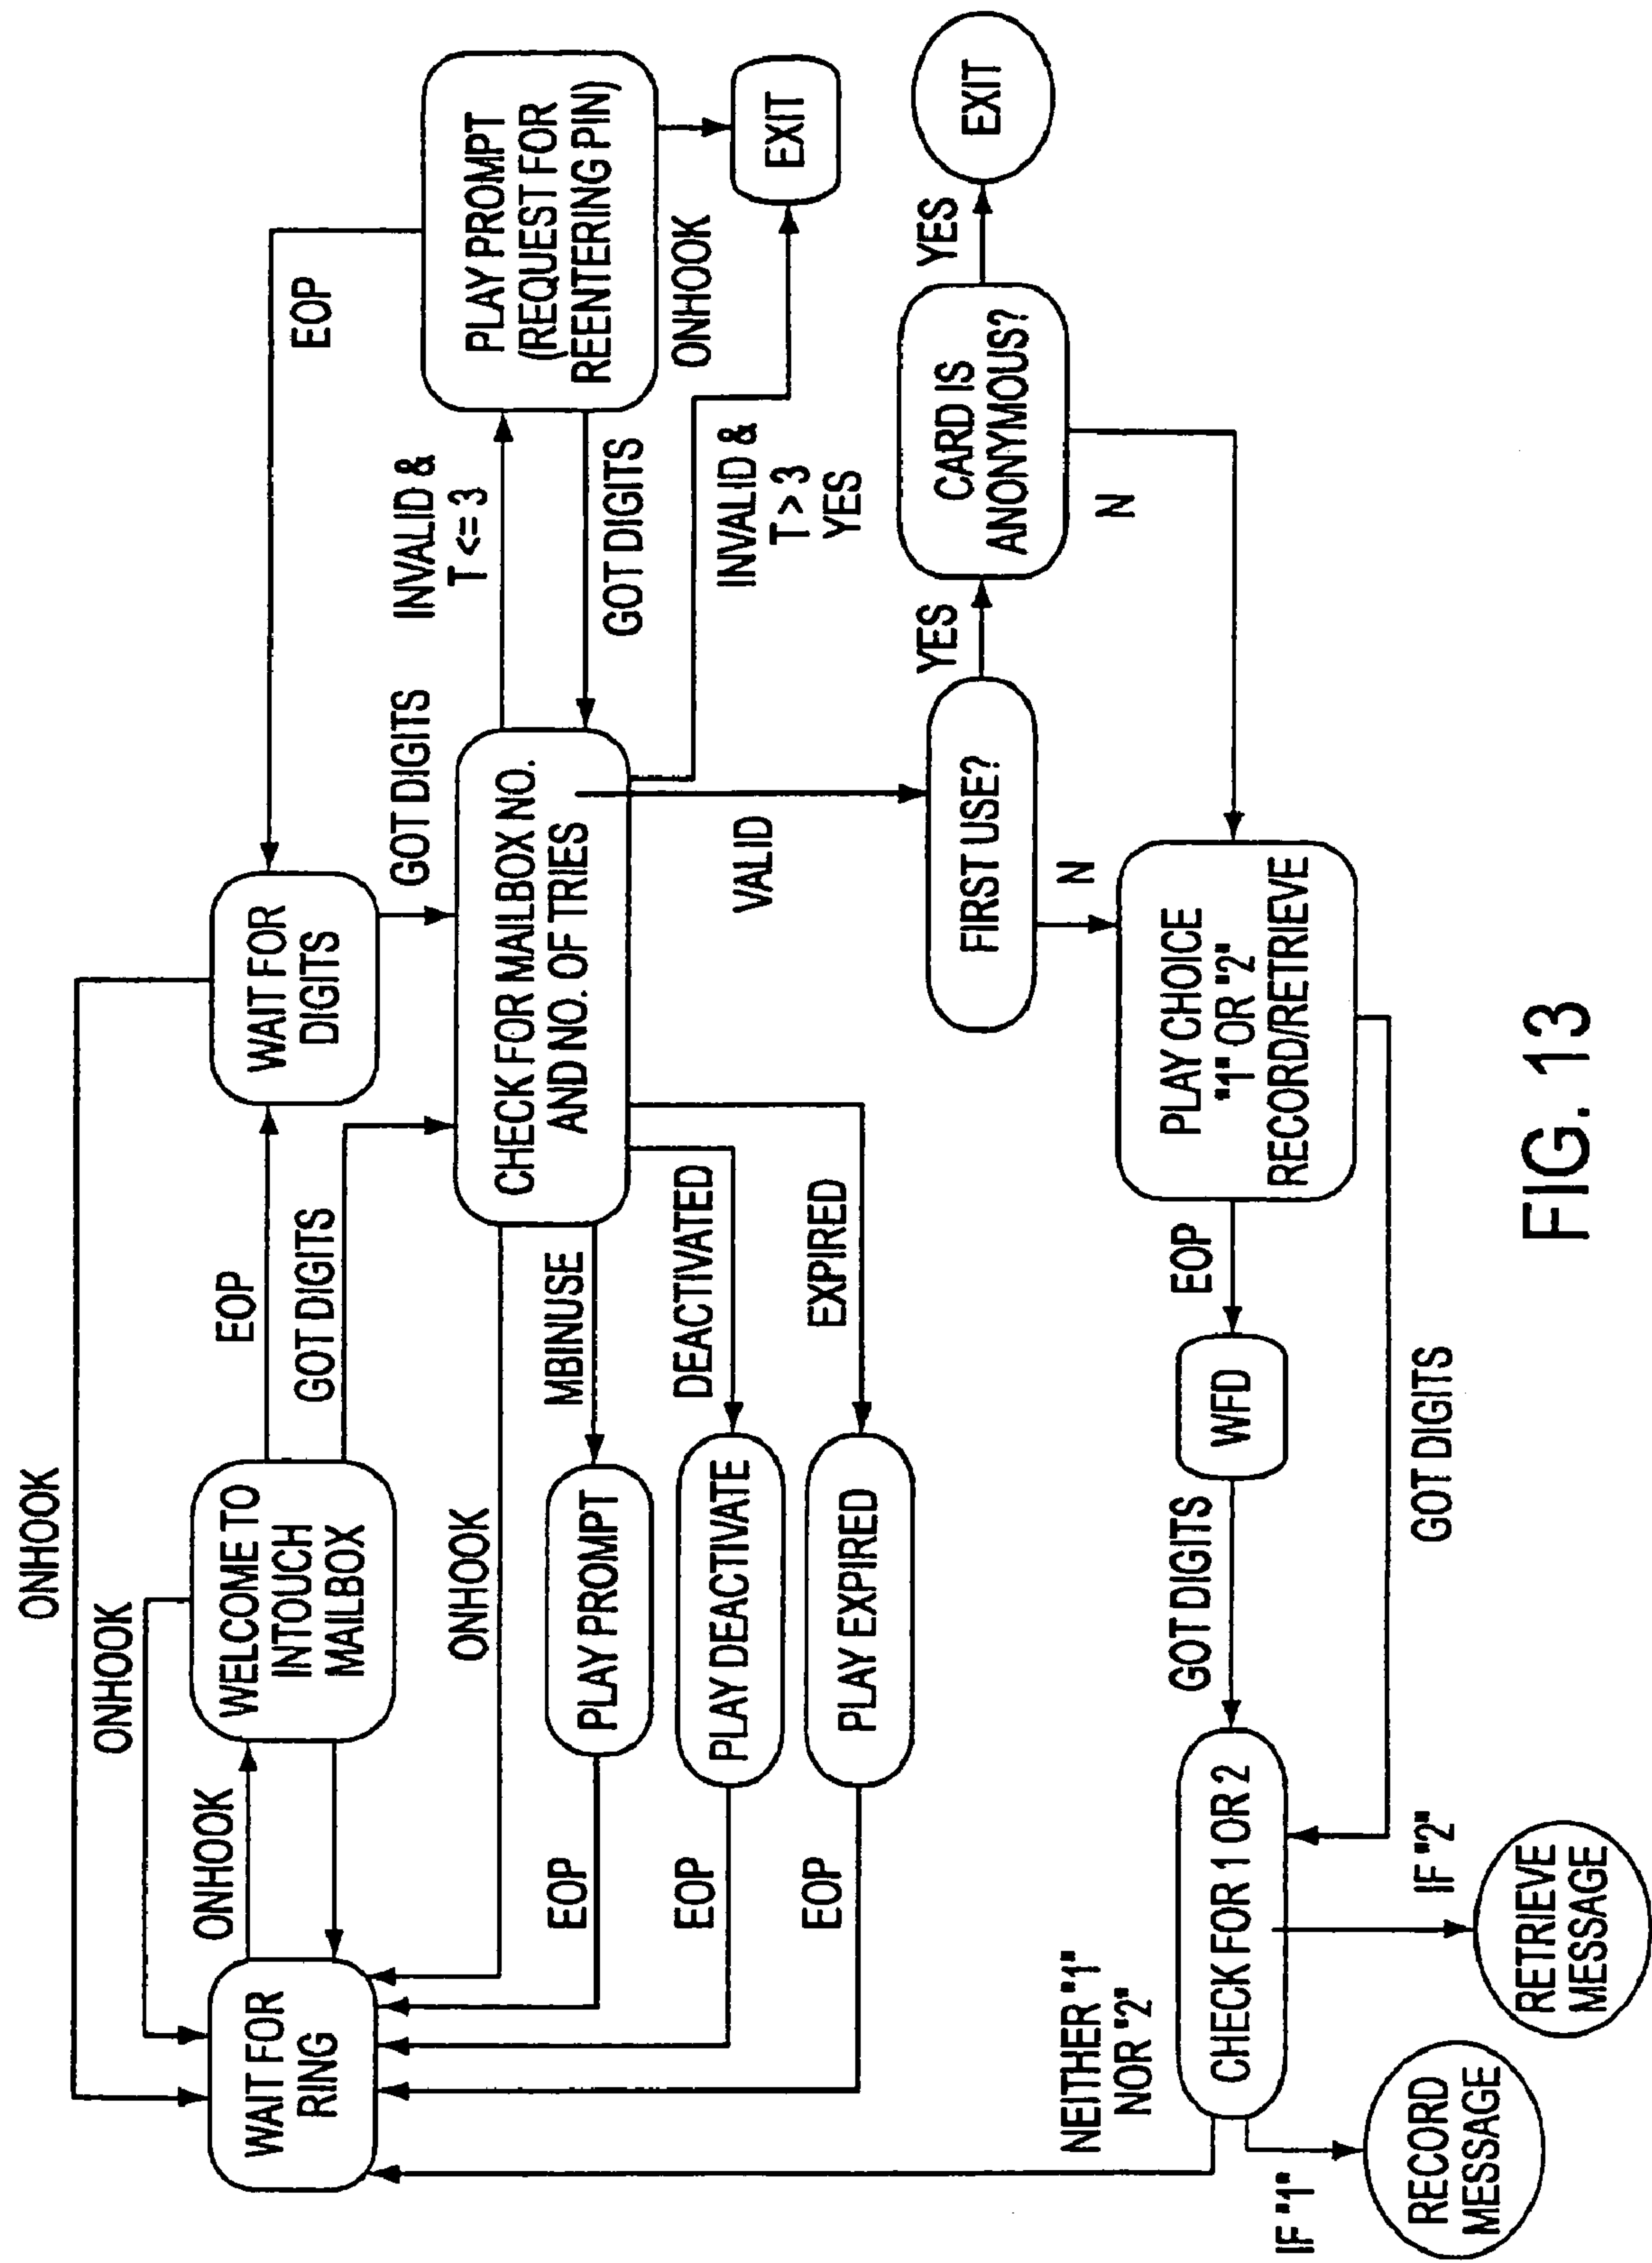 ONHOOK
ONHOOK
ONHOOK
WAIT FOR
RING
WELCOME TO
INTOUCH
MAILBOX
EOP
GOT DIGITS
WAIT FOR
DIGITS
EOP
GOT DIGITS
INVALID &
T <= 3
PLAY PROMPT
(REQUEST FOR
REENTERING PIN)
GOT DIGITS
ONHOOK
EXIT
INVALID &
T > 3
YES
CHECK FOR MAILBOX NO.
AND NO. OF TRIES
ONHOOK
MBINUSE
PLAY PROMPT
EOP
DEACTIVATED
PLAY DEACTIVATE
EOP
EXPIRED
PLAY EXPIRED
EOP
VALID
FIRST USE?
YES
CARD IS
ANONYMOUS?
YES
EXIT
N
N
PLAY CHOICE
"1" OR "2"
RECORD/RETRIEVE
EOP
WFD
GOT DIGITS
GOT DIGITS
CHECK FOR 1 OR 2
NEITHER "1"
NOR "2"
IF "1"
RECORD
MESSAGE
IF "2"
RETRIEVE
MESSAGE
FIG. 13